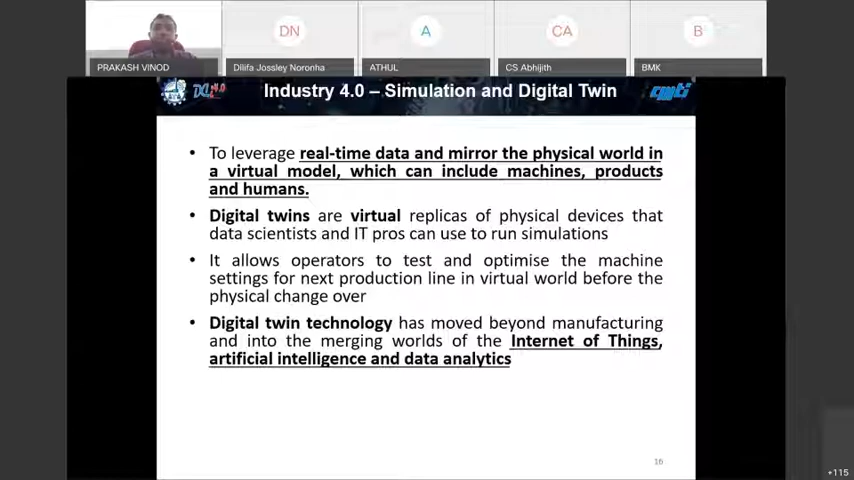 DN
A
CA
B
PRAKASH VINOD
Dilifa Jossley Noronha
ATHUL
CS Abhijith
BMK
Industry 4.0 – Simulation and Digital Twin
cmti
• To leverage real-time data and mirror the physical world in
a virtual model, which can include machines, products
and humans.
• Digital twins are virtual replicas of physical devices that
data scientists and IT pros can use to run simulations
• It allows operators to test and optimise the machine
settings for next production line in virtual world before the
physical change over
• Digital twin technology has moved beyond manufacturing
and into the merging worlds of the Internet of Things,
artificial intelligence and data analytics
16
+115